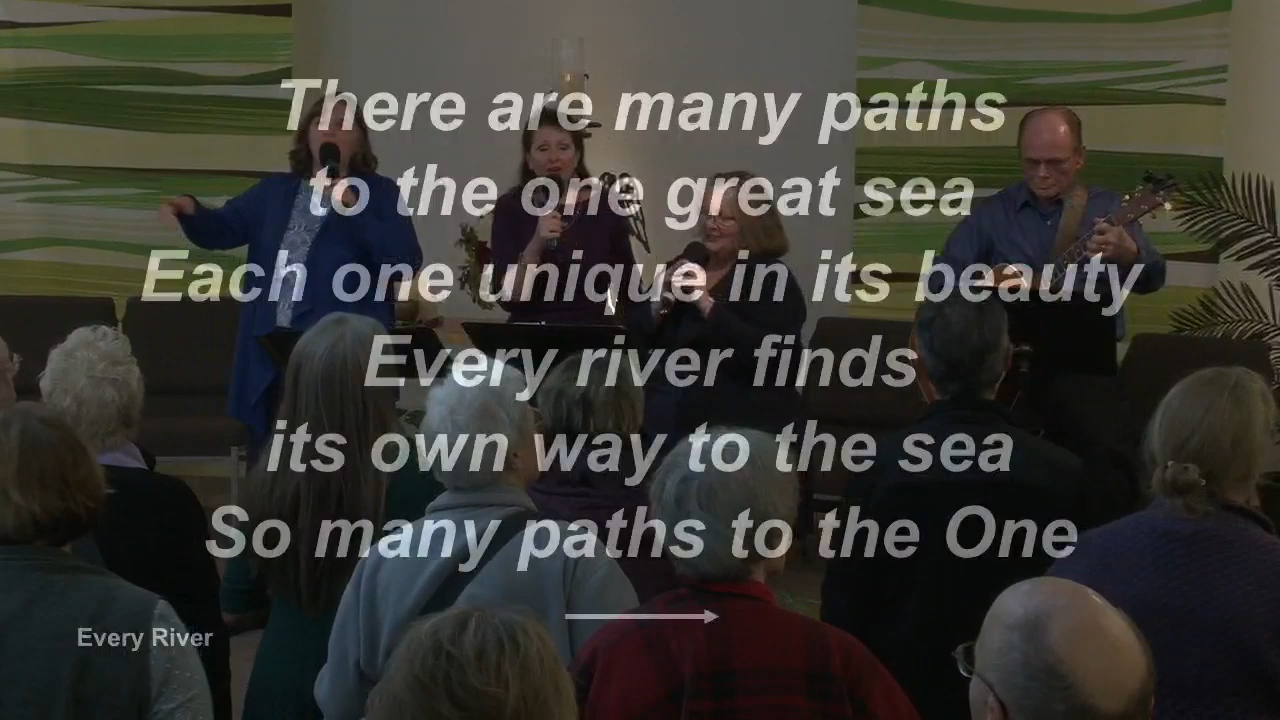 There are many paths
to the one great sea
Each one unique in its beauty
Every river finds
its own way to the sea
So many paths to the One
Every River